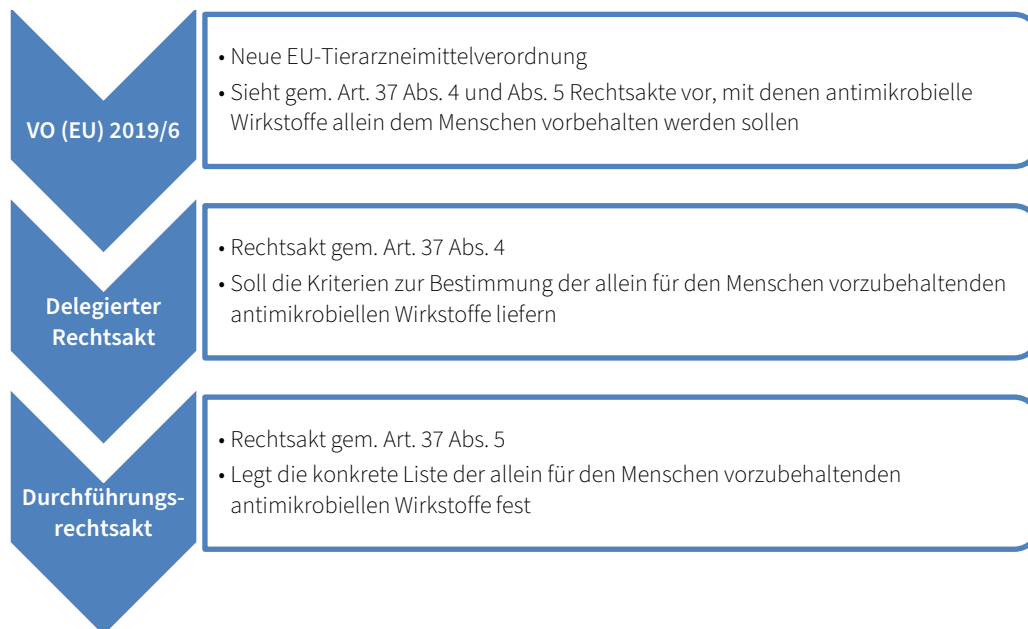 VO (EU) 2019/6
• Neue EU-Tierarzneimittelverordnung
• Sieht gem. Art. 37 Abs. 4 und Abs. 5 Rechtsakte vor, mit denen antimikrobielle
Wirkstoffe allein dem Menschen vorbehalten werden sollen
Delegierter
Rechtsakt
• Rechtsakt gem. Art. 37 Abs. 4
• Soll die Kriterien zur Bestimmung der allein für den Menschen vorzubehaltenden
antimikrobiellen Wirkstoffe liefern
Durchführungs-
rechtsakt
• Rechtsakt gem. Art. 37 Abs. 5
• Legt die konkrete Liste der allein für den Menschen vorzubehaltenden
antimikrobiellen Wirkstoffe fest